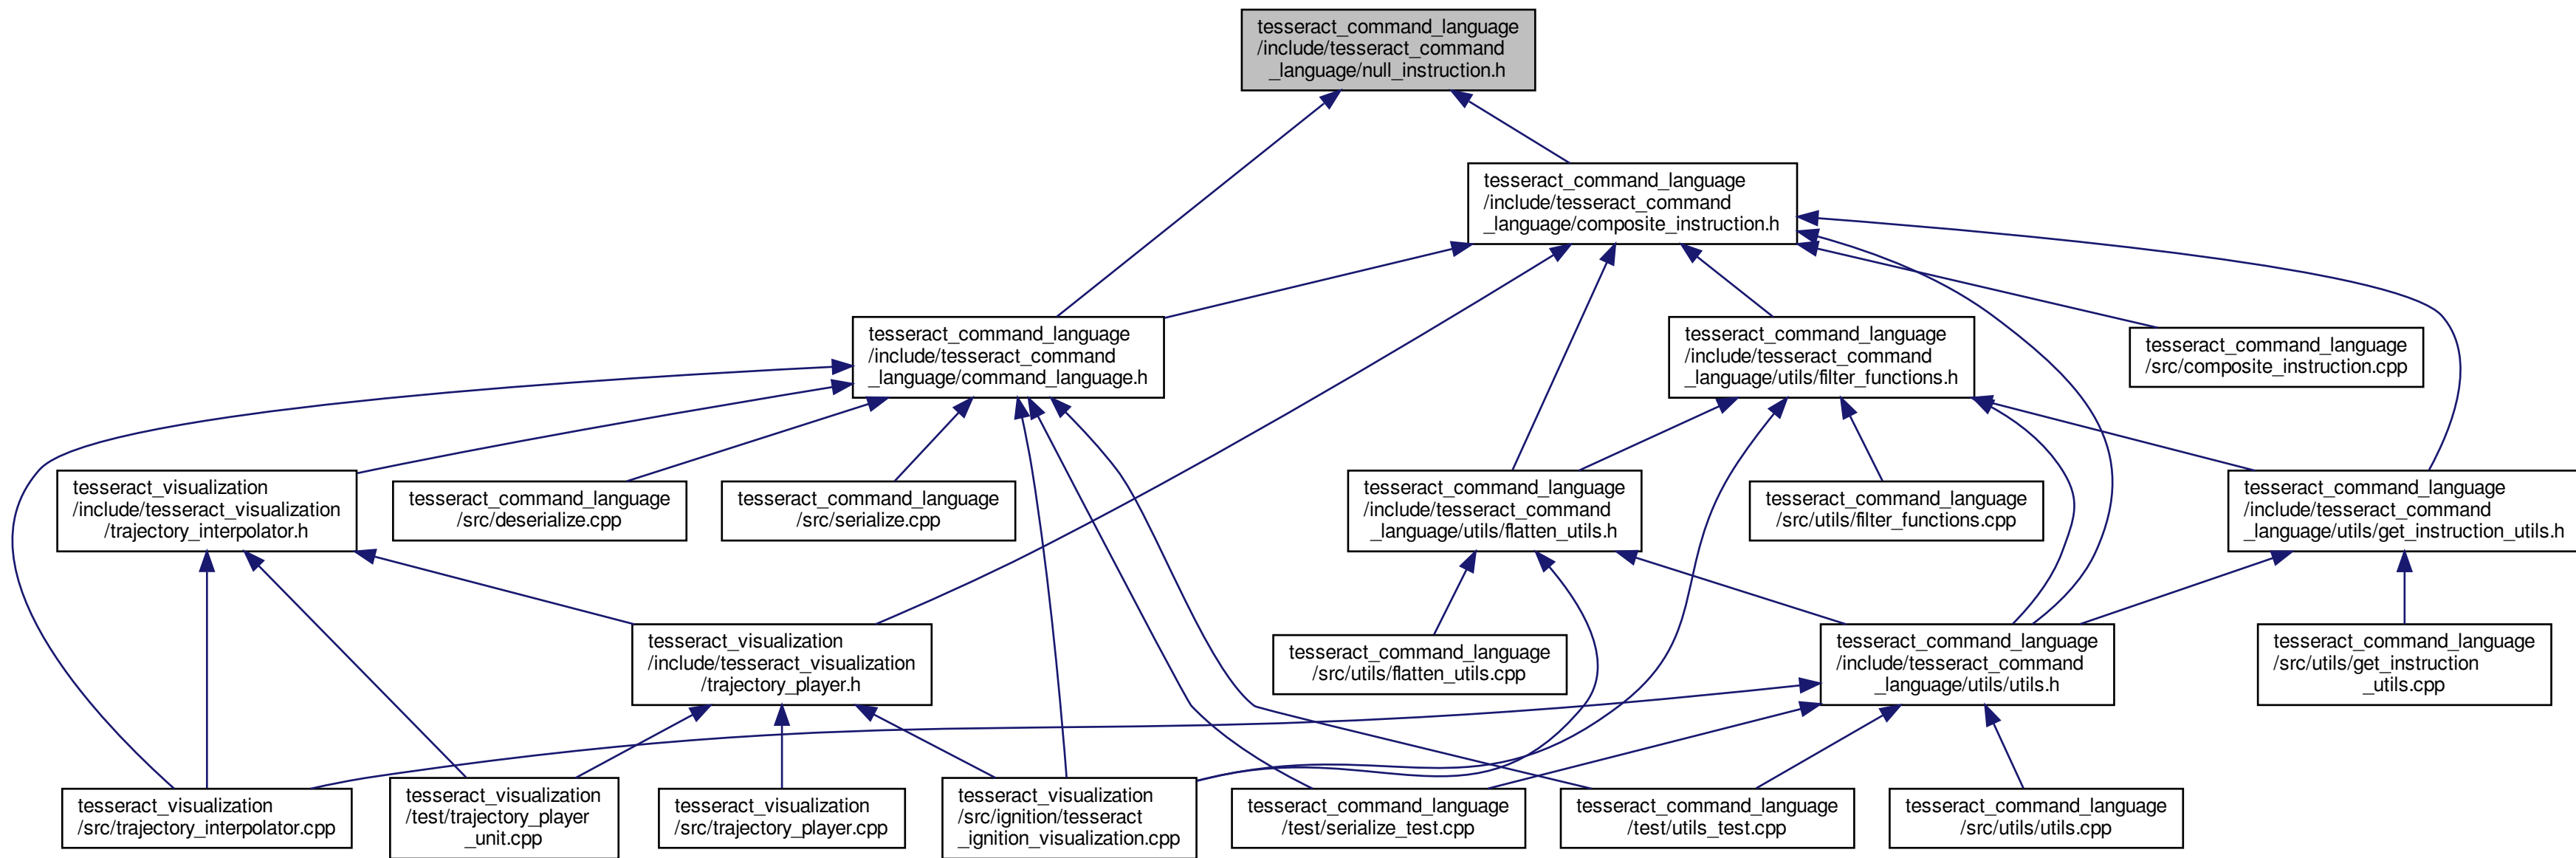 tesseract_command_language
/include/tesseract_command
_language/null_instruction.h
tesseract_command_language
/include/tesseract_command
_language/composite_instruction.h
tesseract_command_language
/include/tesseract_command
_language/command_language.h
tesseract_command_language
/include/tesseract_command
_language/utils/filter_functions.h
tesseract_command_language
/src/composite_instruction.cpp
tesseract_visualization
/include/tesseract_visualization
/trajectory_interpolator.h
tesseract_command_language
/src/deserialize.cpp
tesseract_command_language
/src/serialize.cpp
tesseract_command_language
/include/tesseract_command
_language/utils/flatten_utils.h
tesseract_command_language
/src/utils/filter_functions.cpp
tesseract_command_language
/include/tesseract_command
_language/utils/get_instruction_utils.h
tesseract_visualization
/include/tesseract_visualization
/trajectory_player.h
tesseract_command_language
/src/utils/flatten_utils.cpp
tesseract_command_language
/include/tesseract_command
_language/utils/utils.h
tesseract_command_language
/src/utils/get_instruction
_utils.cpp
tesseract_visualization
/src/trajectory_interpolator.cpp
tesseract_visualization
/test/trajectory_player
_unit.cpp
tesseract_visualization
/src/trajectory_player.cpp
tesseract_visualization
/src/ignition/tesseract
_ignition_visualization.cpp
tesseract_command_language
/test/serialize_test.cpp
tesseract_command_language
/test/utils_test.cpp
tesseract_command_language
/src/utils/utils.cpp